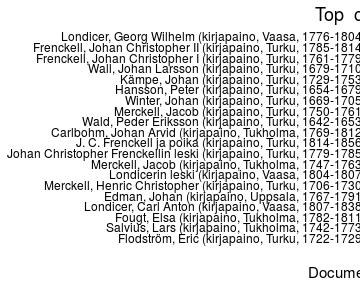 Top c
Londicer, Georg Wilhelm (kirjapaino, Vaasa, 1776-1804
Frenckell, Johan Christopher II (kirjapaino, Turku, 1785-1814
Frenckell, Johan Christopher I (kirjapaino, Turku, 1761-1779
Wall, Johan Larsson (kirjapaino, Turku, 1679-1710
Kämpe, Johan (kirjapaino, Turku, 1729-1753
Hansson, Peter (kirjapaino, Turku, 1654-1679
Winter, Johan (kirjapaino, Turku, 1669-1705
Merckell, Jacob (kirjapaino, Turku, 1750-1761
Wald, Peder Eriksson (kirjapaino, Turku, 1642-1653
Carlbohm, Johan Arvid (kirjapaino, Tukholma, 1769-1812
J. C. Frenckell ja poika (kirjapaino, Turku, 1814-1856
Johan Christopher Frenckellin leski (kirjapaino, Turku, 1779-1785
Merckell, Jacob (kirjapaino, Tukholma, 1747-1763
Londicerin leski (kirjapaino, Vaasa, 1804-1807
Merckell, Henric Christopher (kirjapaino, Turku, 1706-1730
Edman, Johan (kirjapaino, Uppsala, 1767-1791
Londicer, Carl Anton (kirjapaino, Vaasa, 1807-1838
Fougt, Elsa (kirjapaino, Tukholma, 1782-1811
Salvius, Lars (kirjapaino, Tukholma, 1742-1773
Flodström, Eric (kirjapaino, Turku, 1722-1729
Docume